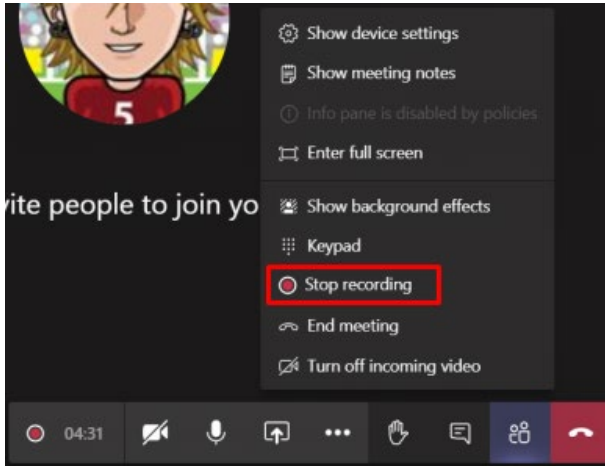 5
Show device settings
Show meeting notes
Info pane is disabled by policies
Enter full screen
vite people to join yo
Show background effects
Keypad
Stop recording
End meeting
Turn off incoming video
04:31